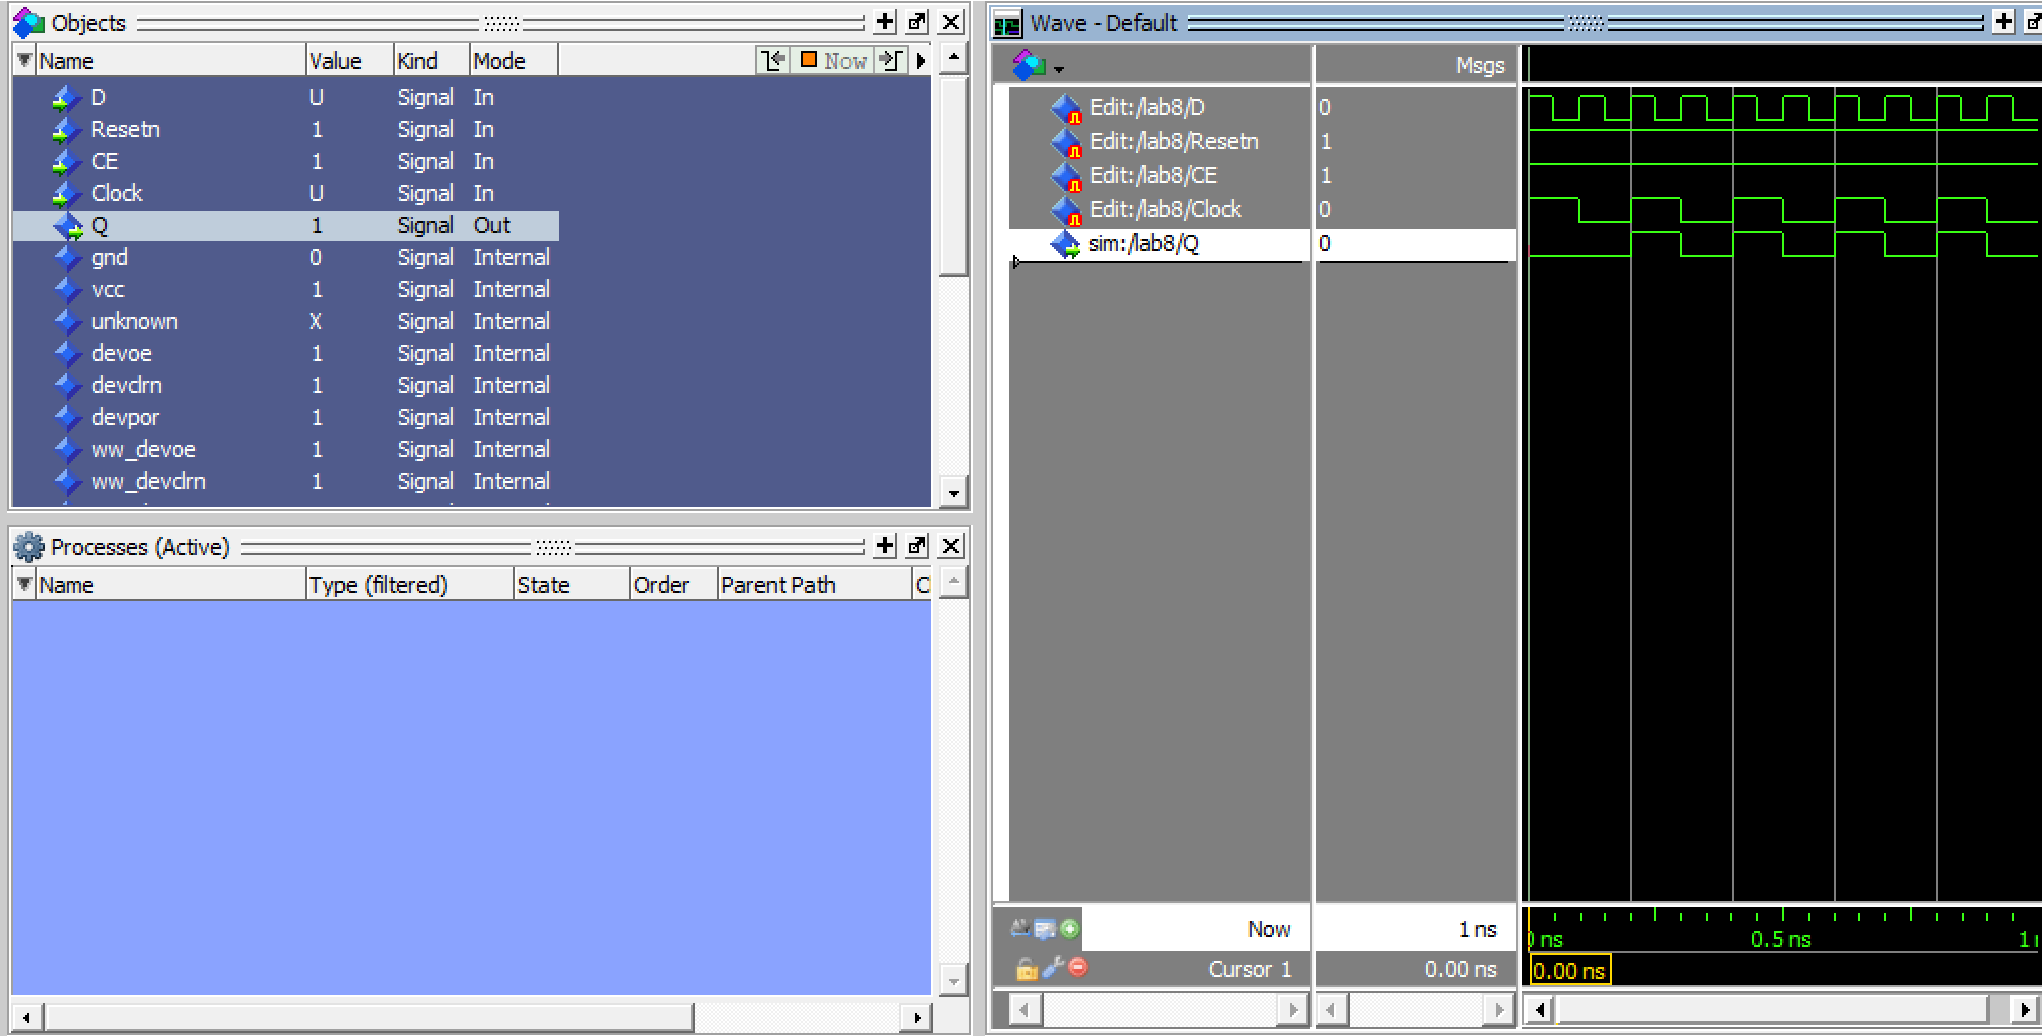 Objects
Name Value Kind Mode Now
D U Signal In
Resetn 1 Signal In
CE 1 Signal In
Clock U Signal In
Q 1 Signal Out
gnd 0 Signal Internal
vcc 1 Signal Internal
unknown X Signal Internal
devoe 1 Signal Internal
devclrn 1 Signal Internal
devpor 1 Signal Internal
ww_devoe 1 Signal Internal
ww_devclrn 1 Signal Internal
Processes (Active)
Name Type (filtered) State Order Parent Path
Wave - Default
Msgs
Edit:/lab8/D 0
Edit:/lab8/Resetn 1
Edit:/lab8/CE 1
Edit:/lab8/Clock 0
sim:/lab8/Q 0
Now 1 ns
ns 0.5 ns 1
Cursor 1 0.00 ns 0.00 ns